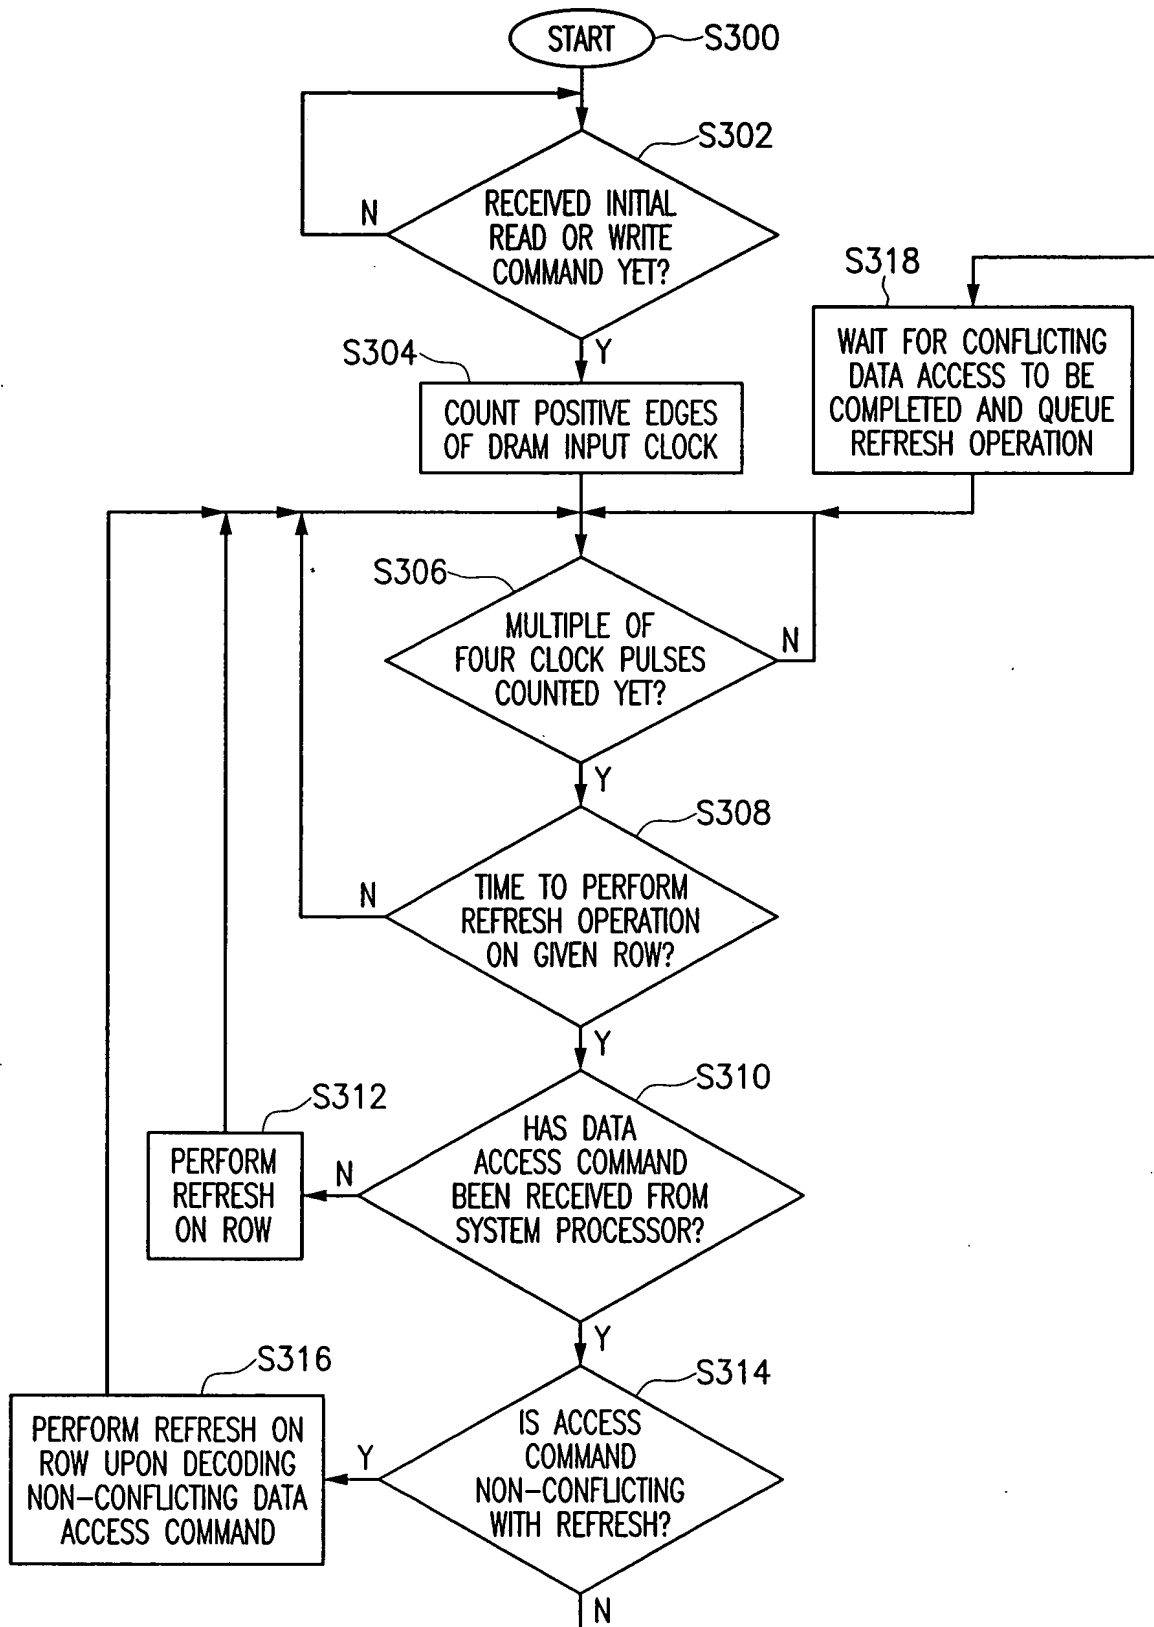 START
S300
S302
RECEIVED INITIAL
READ OR WRITE
COMMAND YET?
N
Y
S304
COUNT POSITIVE EDGES
OF DRAM INPUT CLOCK
S318
WAIT FOR CONFLICTING
DATA ACCESS TO BE
COMPLETED AND QUEUE
REFRESH OPERATION
S306
MULTIPLE OF
FOUR CLOCK PULSES
COUNTED YET?
N
Y
S308
TIME TO PERFORM
REFRESH OPERATION
ON GIVEN ROW?
N
Y
S310
HAS DATA
ACCESS COMMAND
BEEN RECEIVED FROM
SYSTEM PROCESSOR?
N
Y
S312
PERFORM
REFRESH
ON ROW
S314
IS ACCESS
COMMAND
NON-CONFLICTING
WITH REFRESH?
Y
N
S316
PERFORM REFRESH ON
ROW UPON DECODING
NON-CONFLICTING DATA
ACCESS COMMAND